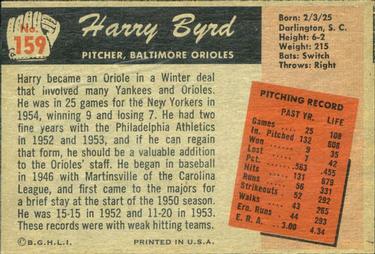 No.
159
Harry Byrd
PITCHER, BALTIMORE ORIOLES
Born: 2/3/25
Darlington, S. C.
Height: 6-2
Weight: 215
Bats: Switch
Throws: Right
Harry became an Oriole in a Winter deal
that involved many Yankees and Orioles.
He was in 25 games for the New Yorkers in
1954, winning 9 and losing 7. He had two
fine years with the Philadelphia Athletics
in 1952 and 1953, and if he can regain
that form, he should be a valuable addition
to the Orioles' staff. He began in baseball
in 1946 with Martinsville of the Carolina
League, and first came to the majors for
a brief stay at the start of the 1950 season.
He was 15-15 in 1952 and 11-20 in 1953.
These records were with weak hitting teams.
PITCHING RECORD
PAST YR. LIFE
Games 25 108
In. Pitched 132 608
Won 9 35
Lost 7 42
Pct. .563 .455
Hits 131 679
Runs 54 331
Strikeouts 52 292
Walks 43 265
Era. Runs 44 293
E. R. A. 3.00 4.34
©B.G.H.L.I. PRINTED IN U.S.A.